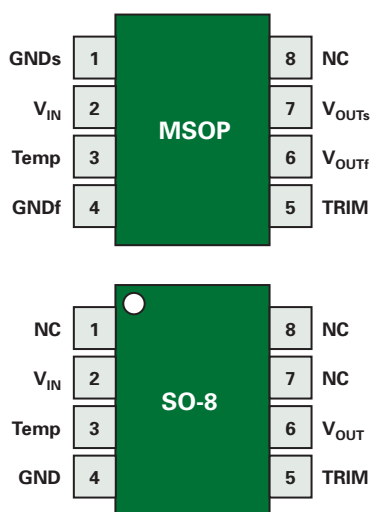 GNDs 1 8 NC
VIN 2 7 VOUTs
MSOP
Temp 3 6 VOUTf
GNDf 4 5 TRIM
NC 1 8 NC
VIN 2 7 NC
SO-8
Temp 3 6 VOUT
GND 4 5 TRIM